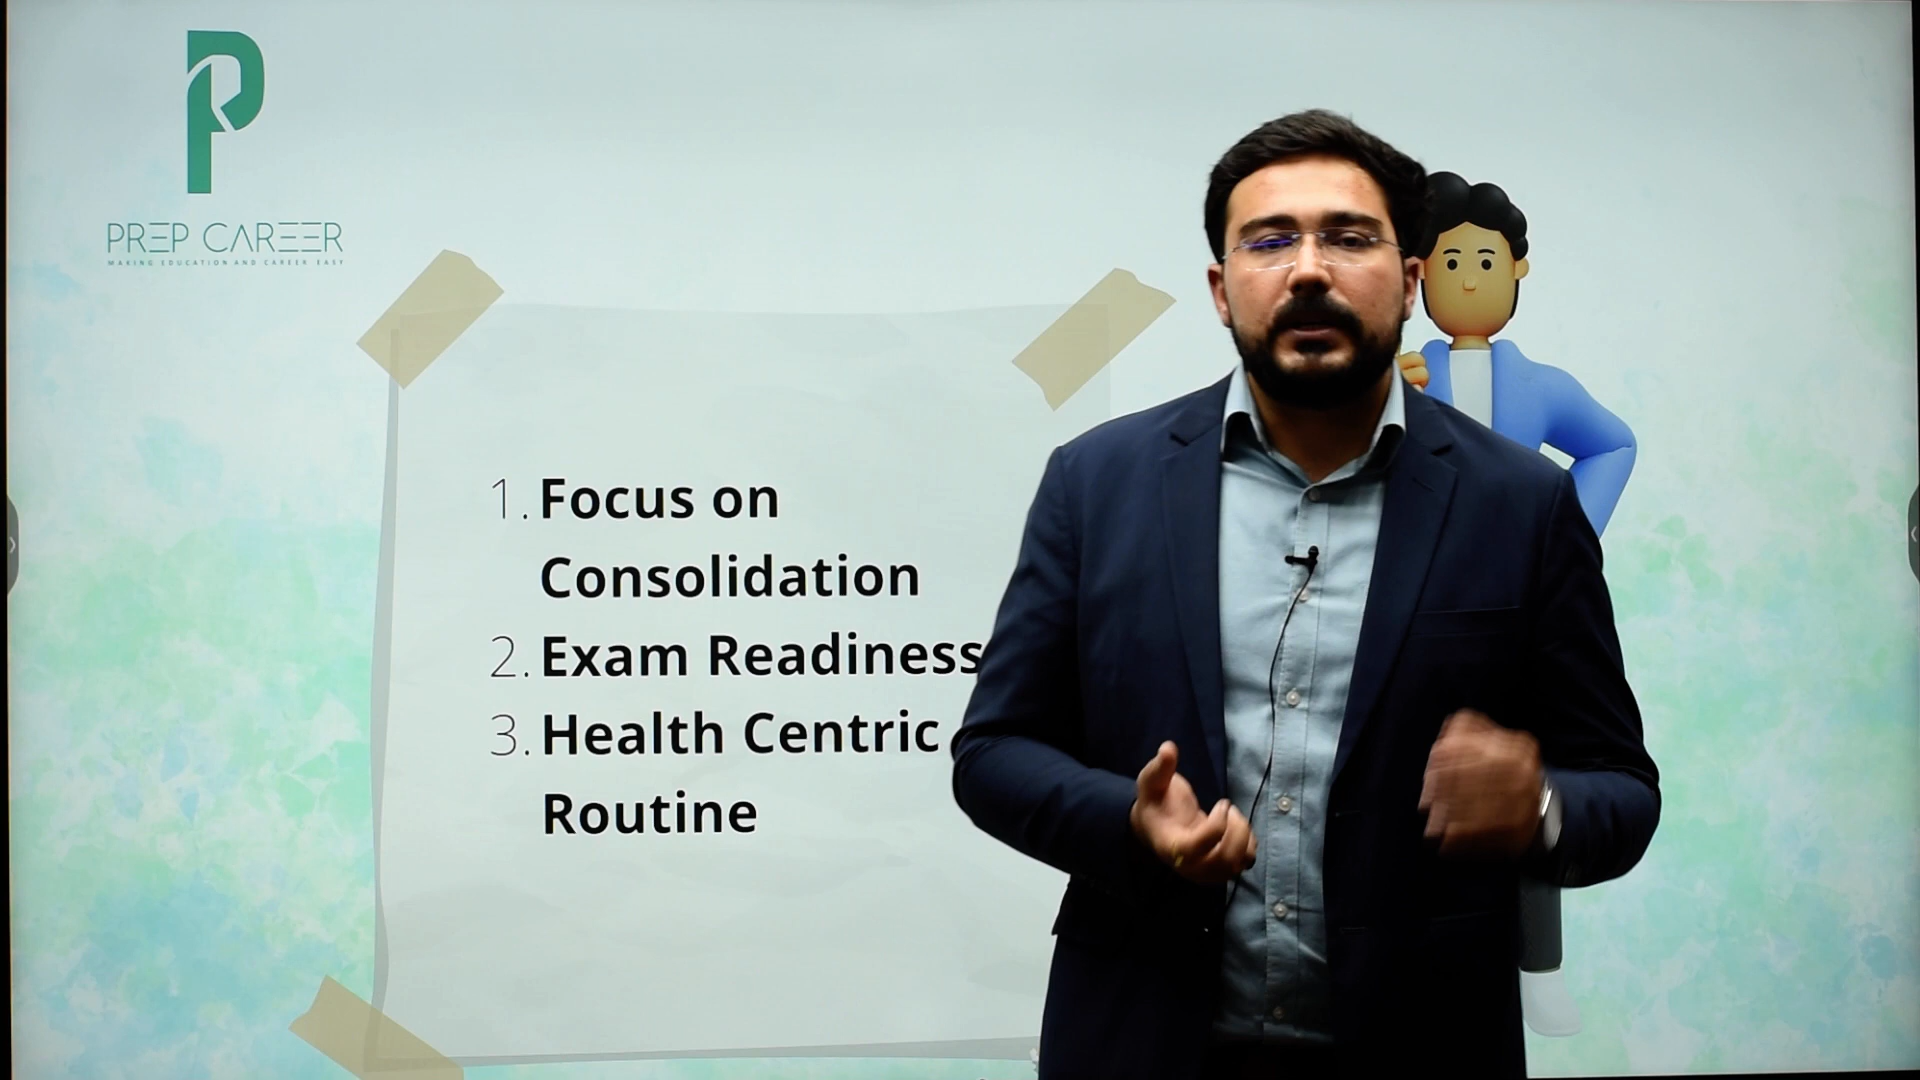 PREP CAREER
MAKING EDUCATION AND CAREER EASY
1. Focus on
Consolidation
2. Exam Readiness
3. Health Centric
Routine